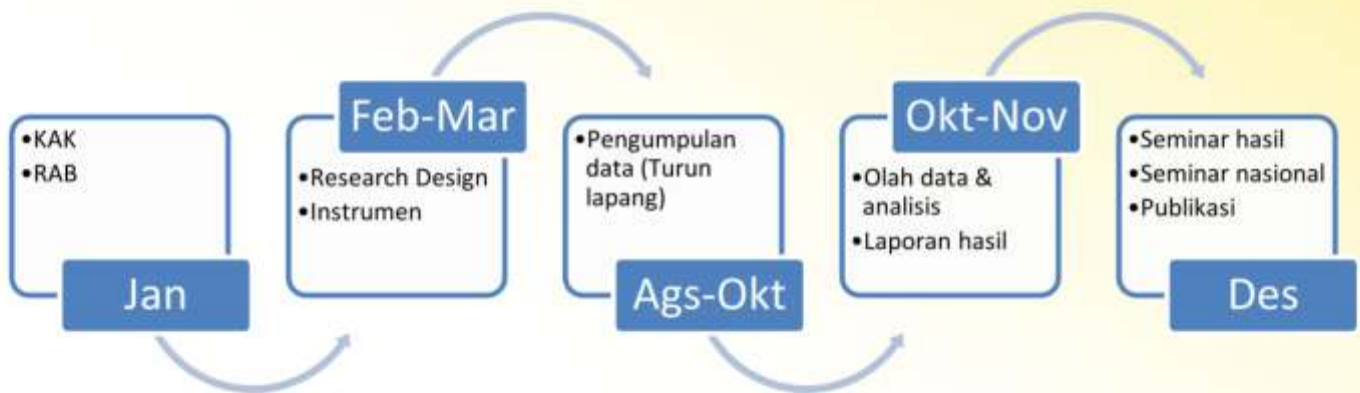 •KAK
•RAB
Jan
Feb-Mar
•Research Design
•Instrumen
•Pengumpulan
data (Turun
lapang)
Ags-Okt
Okt-Nov
•Olah data &
analisis
•Laporan hasil
•Seminar hasil
•Seminar nasional
•Publikasi
Des